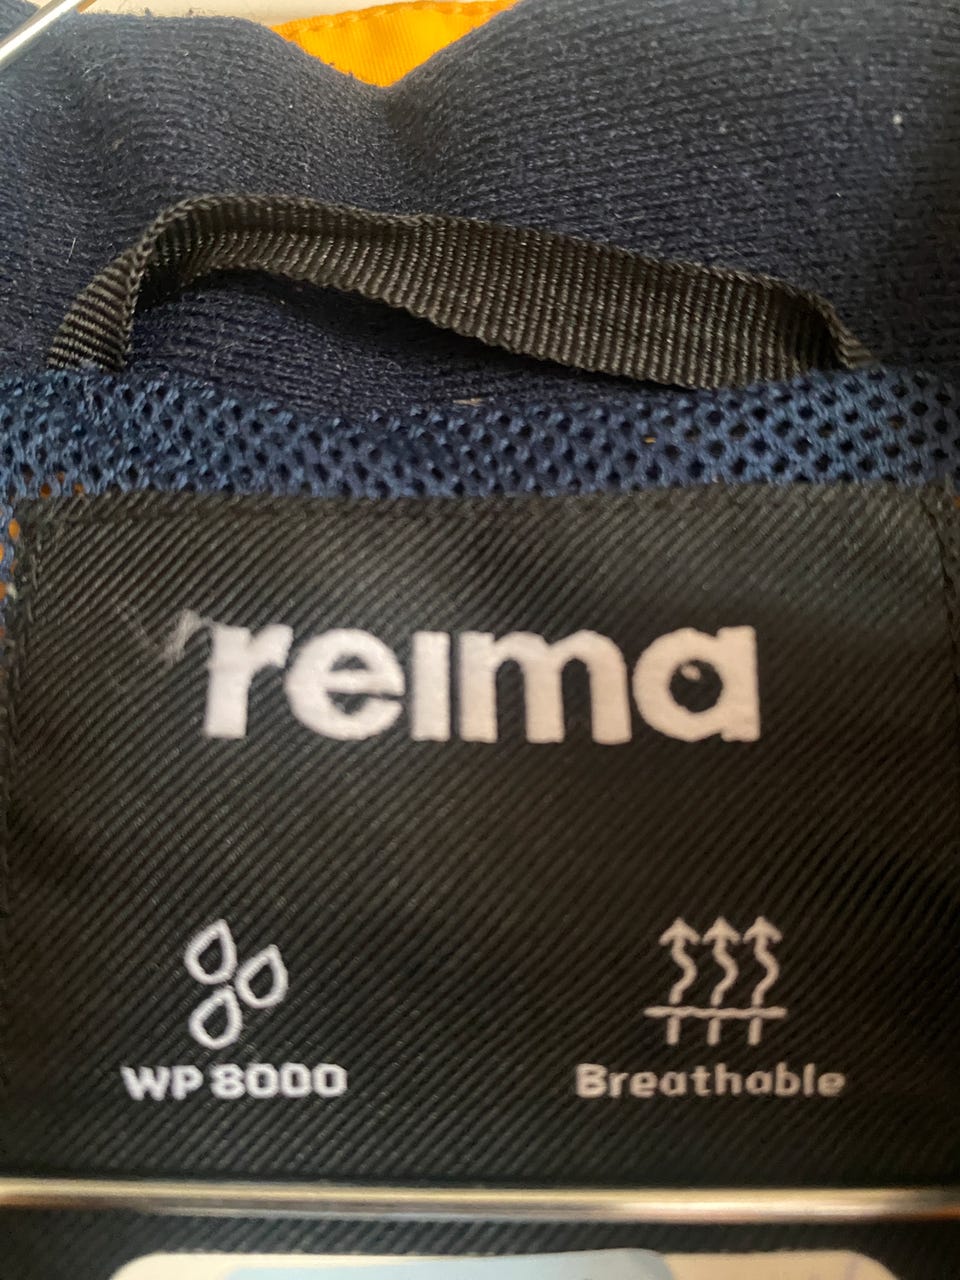 reima
WP 8000
Breathable